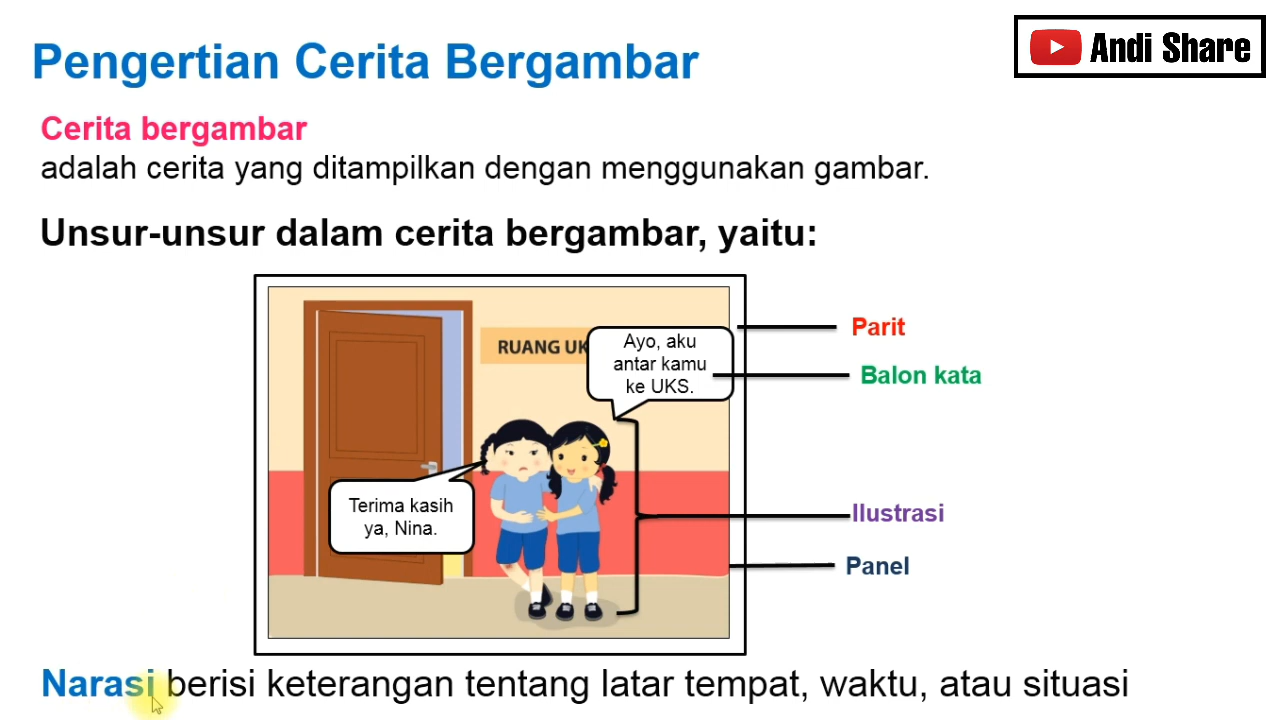 Pengertian Cerita Bergambar
Andi Share
Cerita bergambar
adalah cerita yang ditampilkan dengan menggunakan gambar.
Unsur-unsur dalam cerita bergambar, yaitu:
RUANG UK
Ayo, aku
antar kamu
ke UKS.
Terima kasih
ya, Nina.
Parit
Balon kata
Ilustrasi
Panel
Narasi berisi keterangan tentang latar tempat, waktu, atau situasi